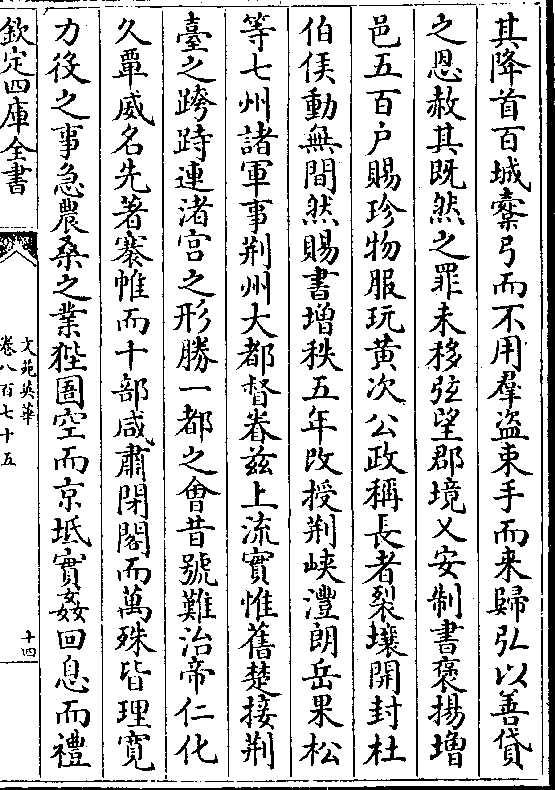 其降首百城櫜弓而不用羣盜束手而来歸弘以善貸
之恩赦其既然之罪未移弦望郡境乂安制書褒揚増
邑五百户賜珍物服玩黄次公政稱長者裂壤開封杜
伯侯動無間然賜書增秩五年改授荆峽澧朗岳果松
等七州諸軍事荆州大都督眷兹上流實惟舊楚接荆
臺之跨跱連渚宫之形勝一都之會昔號難治帝仁化
久覃威名先著褰帷而十部咸肅閉閣而萬殊皆理寛
力役之事急農桑之業狴圄空而京坻實姦回息而禮
欽定四庫全書
文苑英華
卷八百七十五
十四